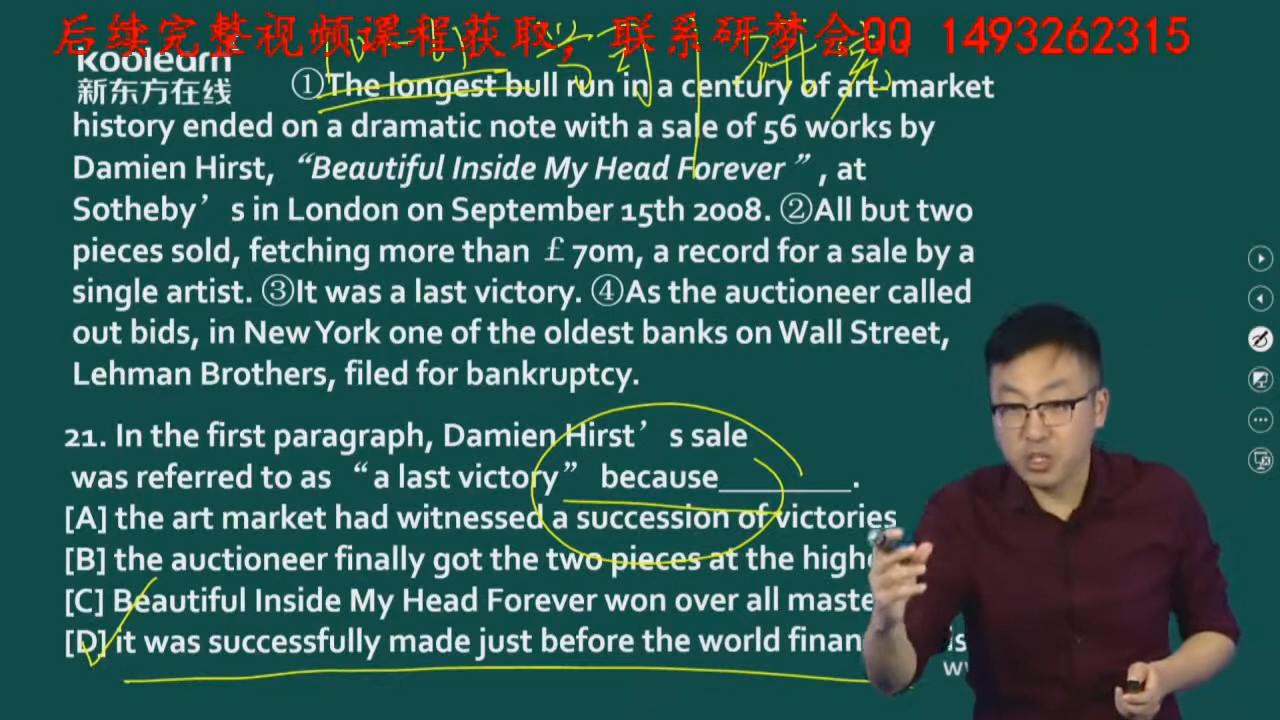 后续完整视频课程获取，联系研梦会QQ 1493262315
koolearn
新东方在线
学习 研究
①The longest bull run in a century of art-market
history ended on a dramatic note with a sale of 56 works by
Damien Hirst, “Beautiful Inside My Head Forever ”, at
Sotheby’ s in London on September 15th 2008. ②All but two
pieces sold, fetching more than ￡70m, a record for a sale by a
single artist. ③It was a last victory. ④As the auctioneer called
out bids, in New York one of the oldest banks on Wall Street,
Lehman Brothers, filed for bankruptcy.
21. In the first paragraph, Damien Hirst’ s sale
was referred to as “a last victory” because________.
[A] the art market had witnessed a succession of victories
[B] the auctioneer finally got the two pieces at the
[C] Beautiful Inside My Head Forever won over all
[D] it was successfully made just before the world